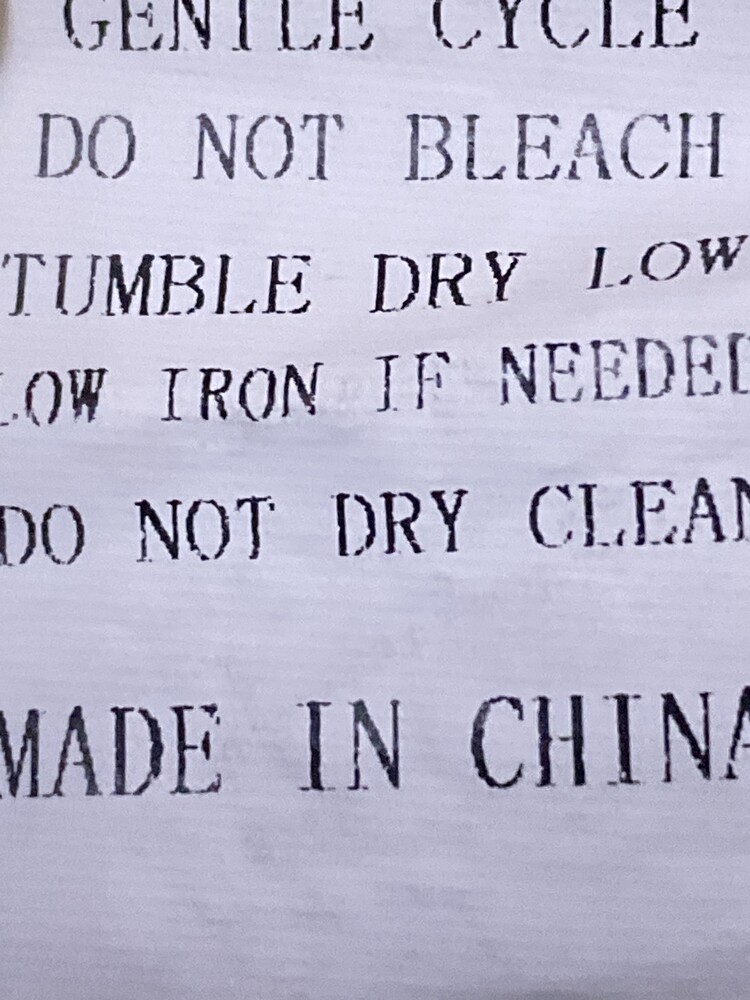 GENTLE CYCLE
DO NOT BLEACH
TUMBLE DRY LOW
LOW IRON IF NEEDED
DO NOT DRY CLEAN
MADE IN CHINA